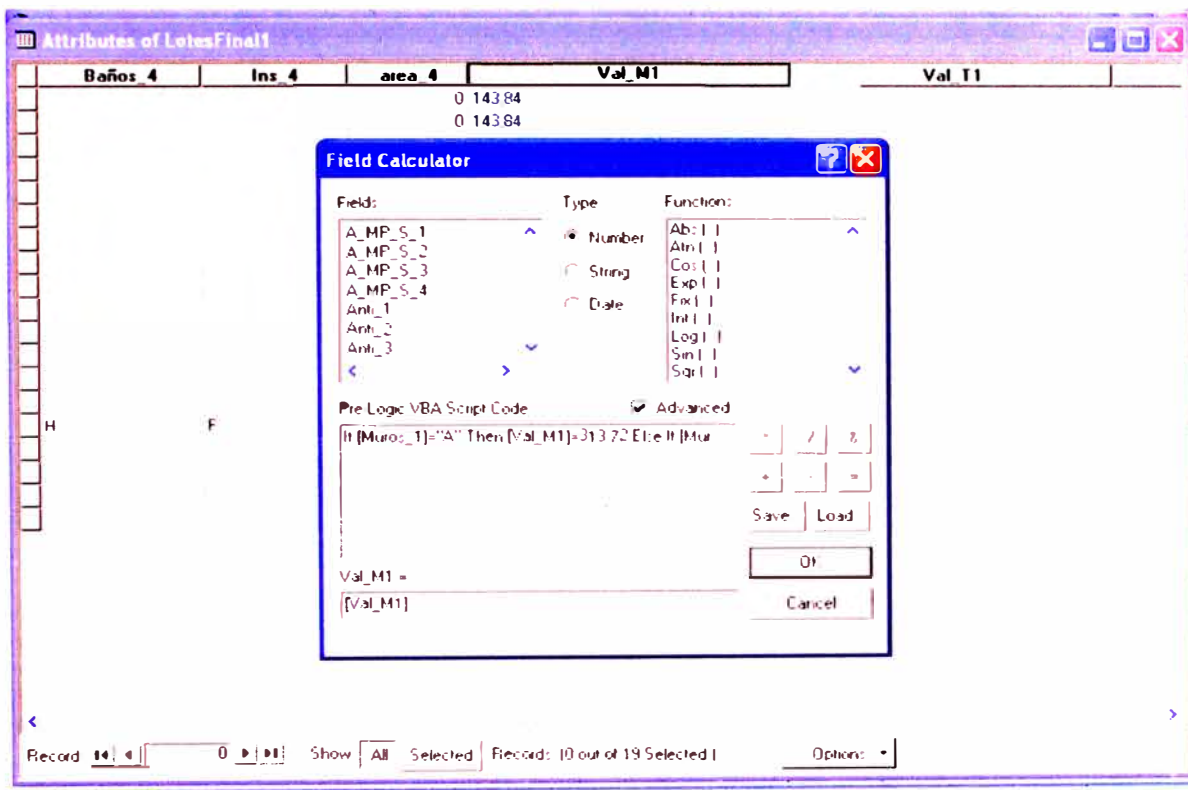 Attributes of LotesFinal1
Baños_4 Ins_4 area_4 Val_M1 Val_T1
0 143.84
0 143.84
Field Calculator
Fields Type Functions
A_MP_S_1
A_MP_S_2
A_MP_S_3
A_MP_S_4
Anti_1
Anti_2
Anti_3
Number
String
Date
Abs ( )
Atn ( )
Cos ( )
Exp ( )
Fix ( )
Int ( )
Log ( )
Sin ( )
Sqr ( )
Pre Logic VBA Script Code Advanced
H F
If [Muros_1]="A" Then [Val_M1]=313.72 Else If [Mur
* / &
+ - =
Save Load
OK
Val_M1 =
[Val_M1]
Cancel
Record 0 Show All Selected Records (0 out of 19 Selected) Options